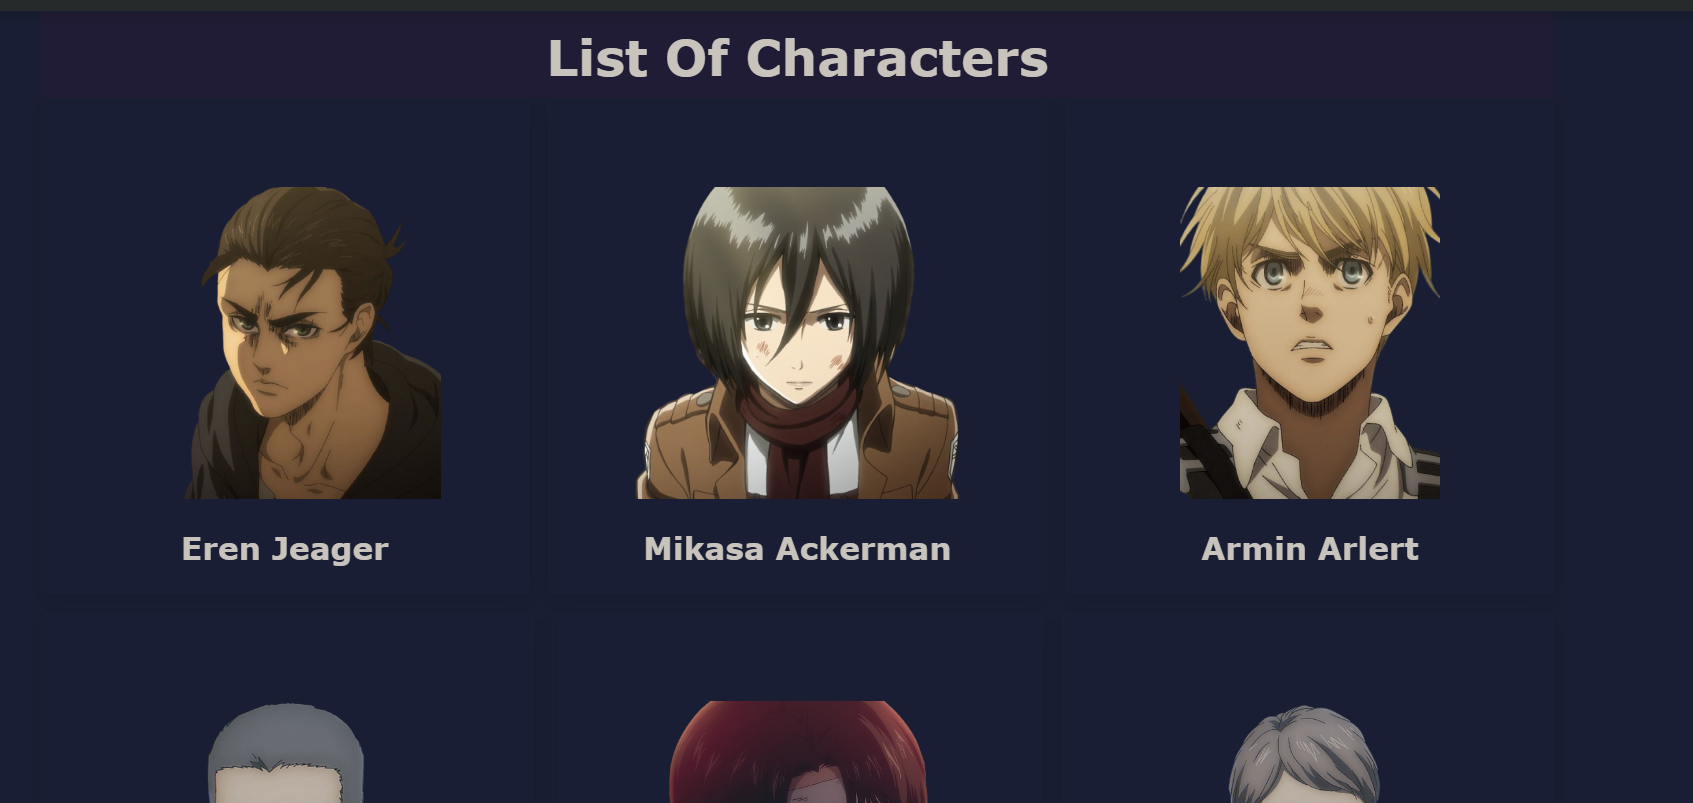 List Of Characters
Eren Jeager
Mikasa Ackerman
Armin Arlert